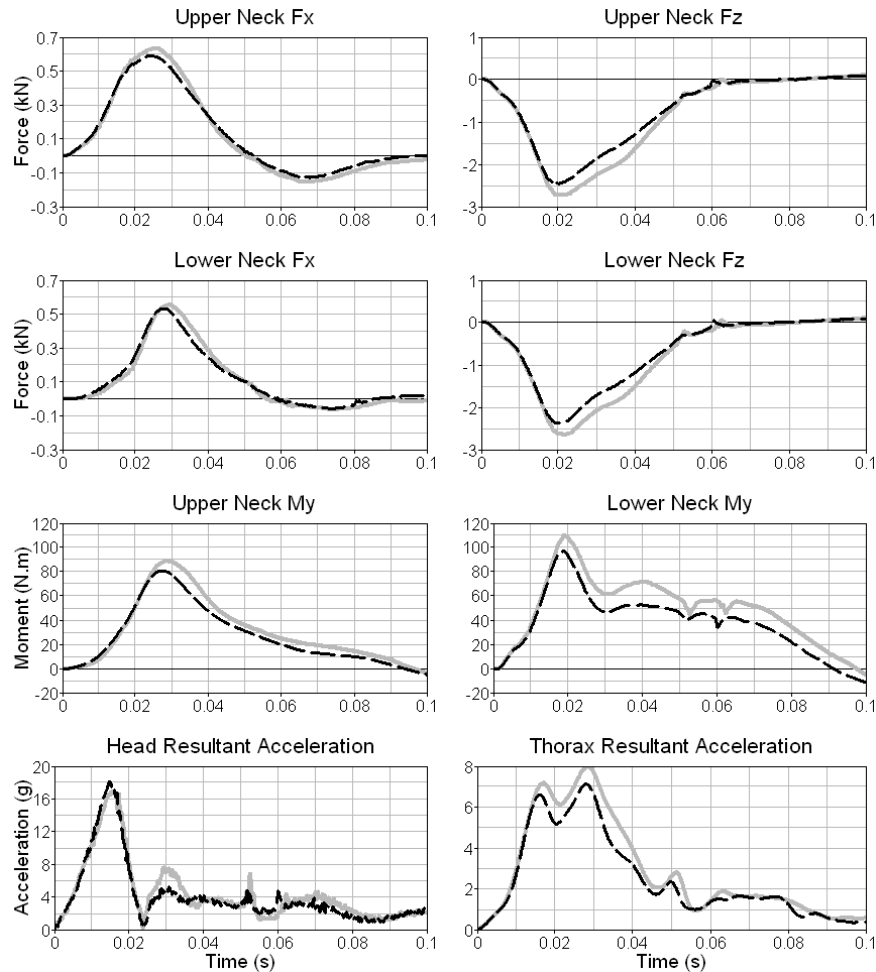 Upper Neck Fx
Upper Neck Fz
0.7
0.5
0.3
0.1
-0.1
-0.3
Force (kN)
0 0.02 0.04 0.06 0.08 0.1
1
0
-1
-2
-3
0 0.02 0.04 0.06 0.08 0.1
Lower Neck Fx
Lower Neck Fz
0.7
0.5
0.3
0.1
-0.1
-0.3
Force (kN)
0 0.02 0.04 0.06 0.08 0.1
1
0
-1
-2
-3
0 0.02 0.04 0.06 0.08 0.1
Upper Neck My
Lower Neck My
120
100
80
60
40
20
0
-20
Moment (N.m)
0 0.02 0.04 0.06 0.08 0.1
120
100
80
60
40
20
0
-20
0 0.02 0.04 0.06 0.08 0.1
Head Resultant Acceleration
Thorax Resultant Acceleration
20
16
12
8
4
0
Acceleration (g)
0 0.02 0.04 0.06 0.08 0.1
Time (s)
8
6
4
2
0
0 0.02 0.04 0.06 0.08 0.1
Time (s)